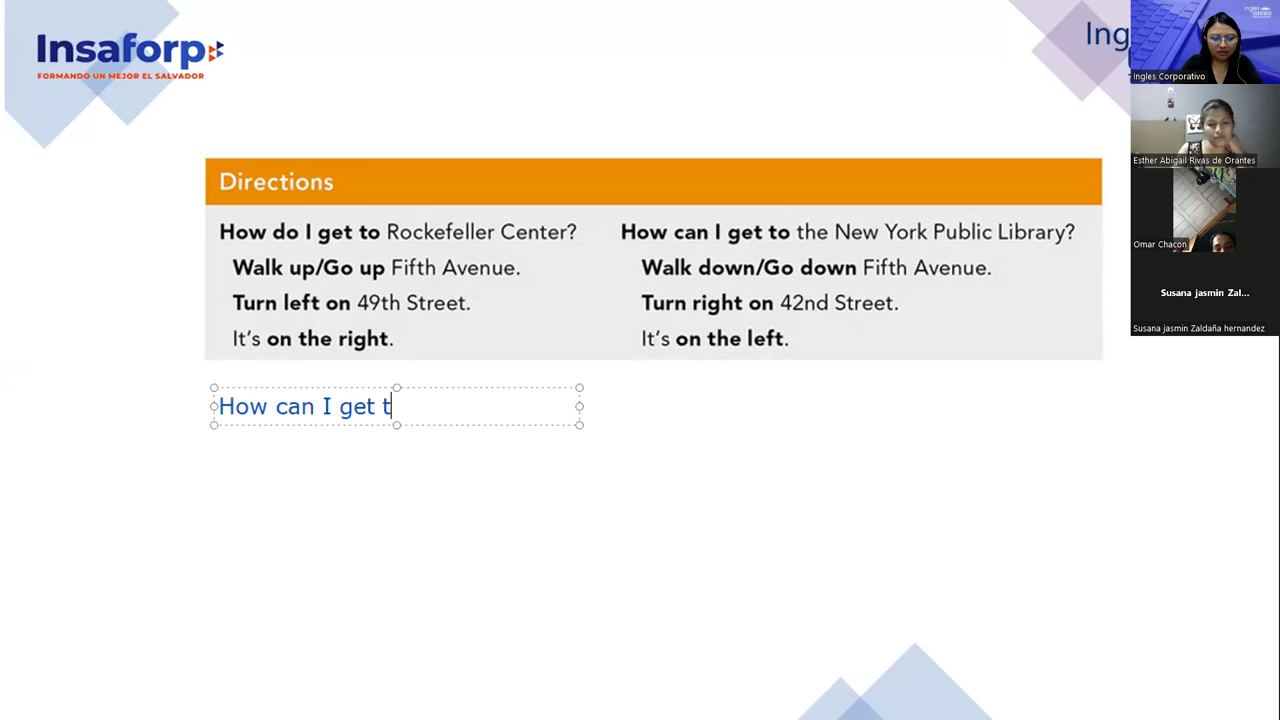 Insaforp
FORMANDO UN MEJOR EL SALVADOR
Ing
Ingles Corporativo
Esther Abigail Rivas de Orantes
Omar Chacon
Susana jasmin Zal...
Susana jasmin Zaldaña hernandez
Directions
How do I get to Rockefeller Center?
Walk up/Go up Fifth Avenue.
Turn left on 49th Street.
It's on the right.
How can I get to the New York Public Library?
Walk down/Go down Fifth Avenue.
Turn right on 42nd Street.
It's on the left.
How can I get t